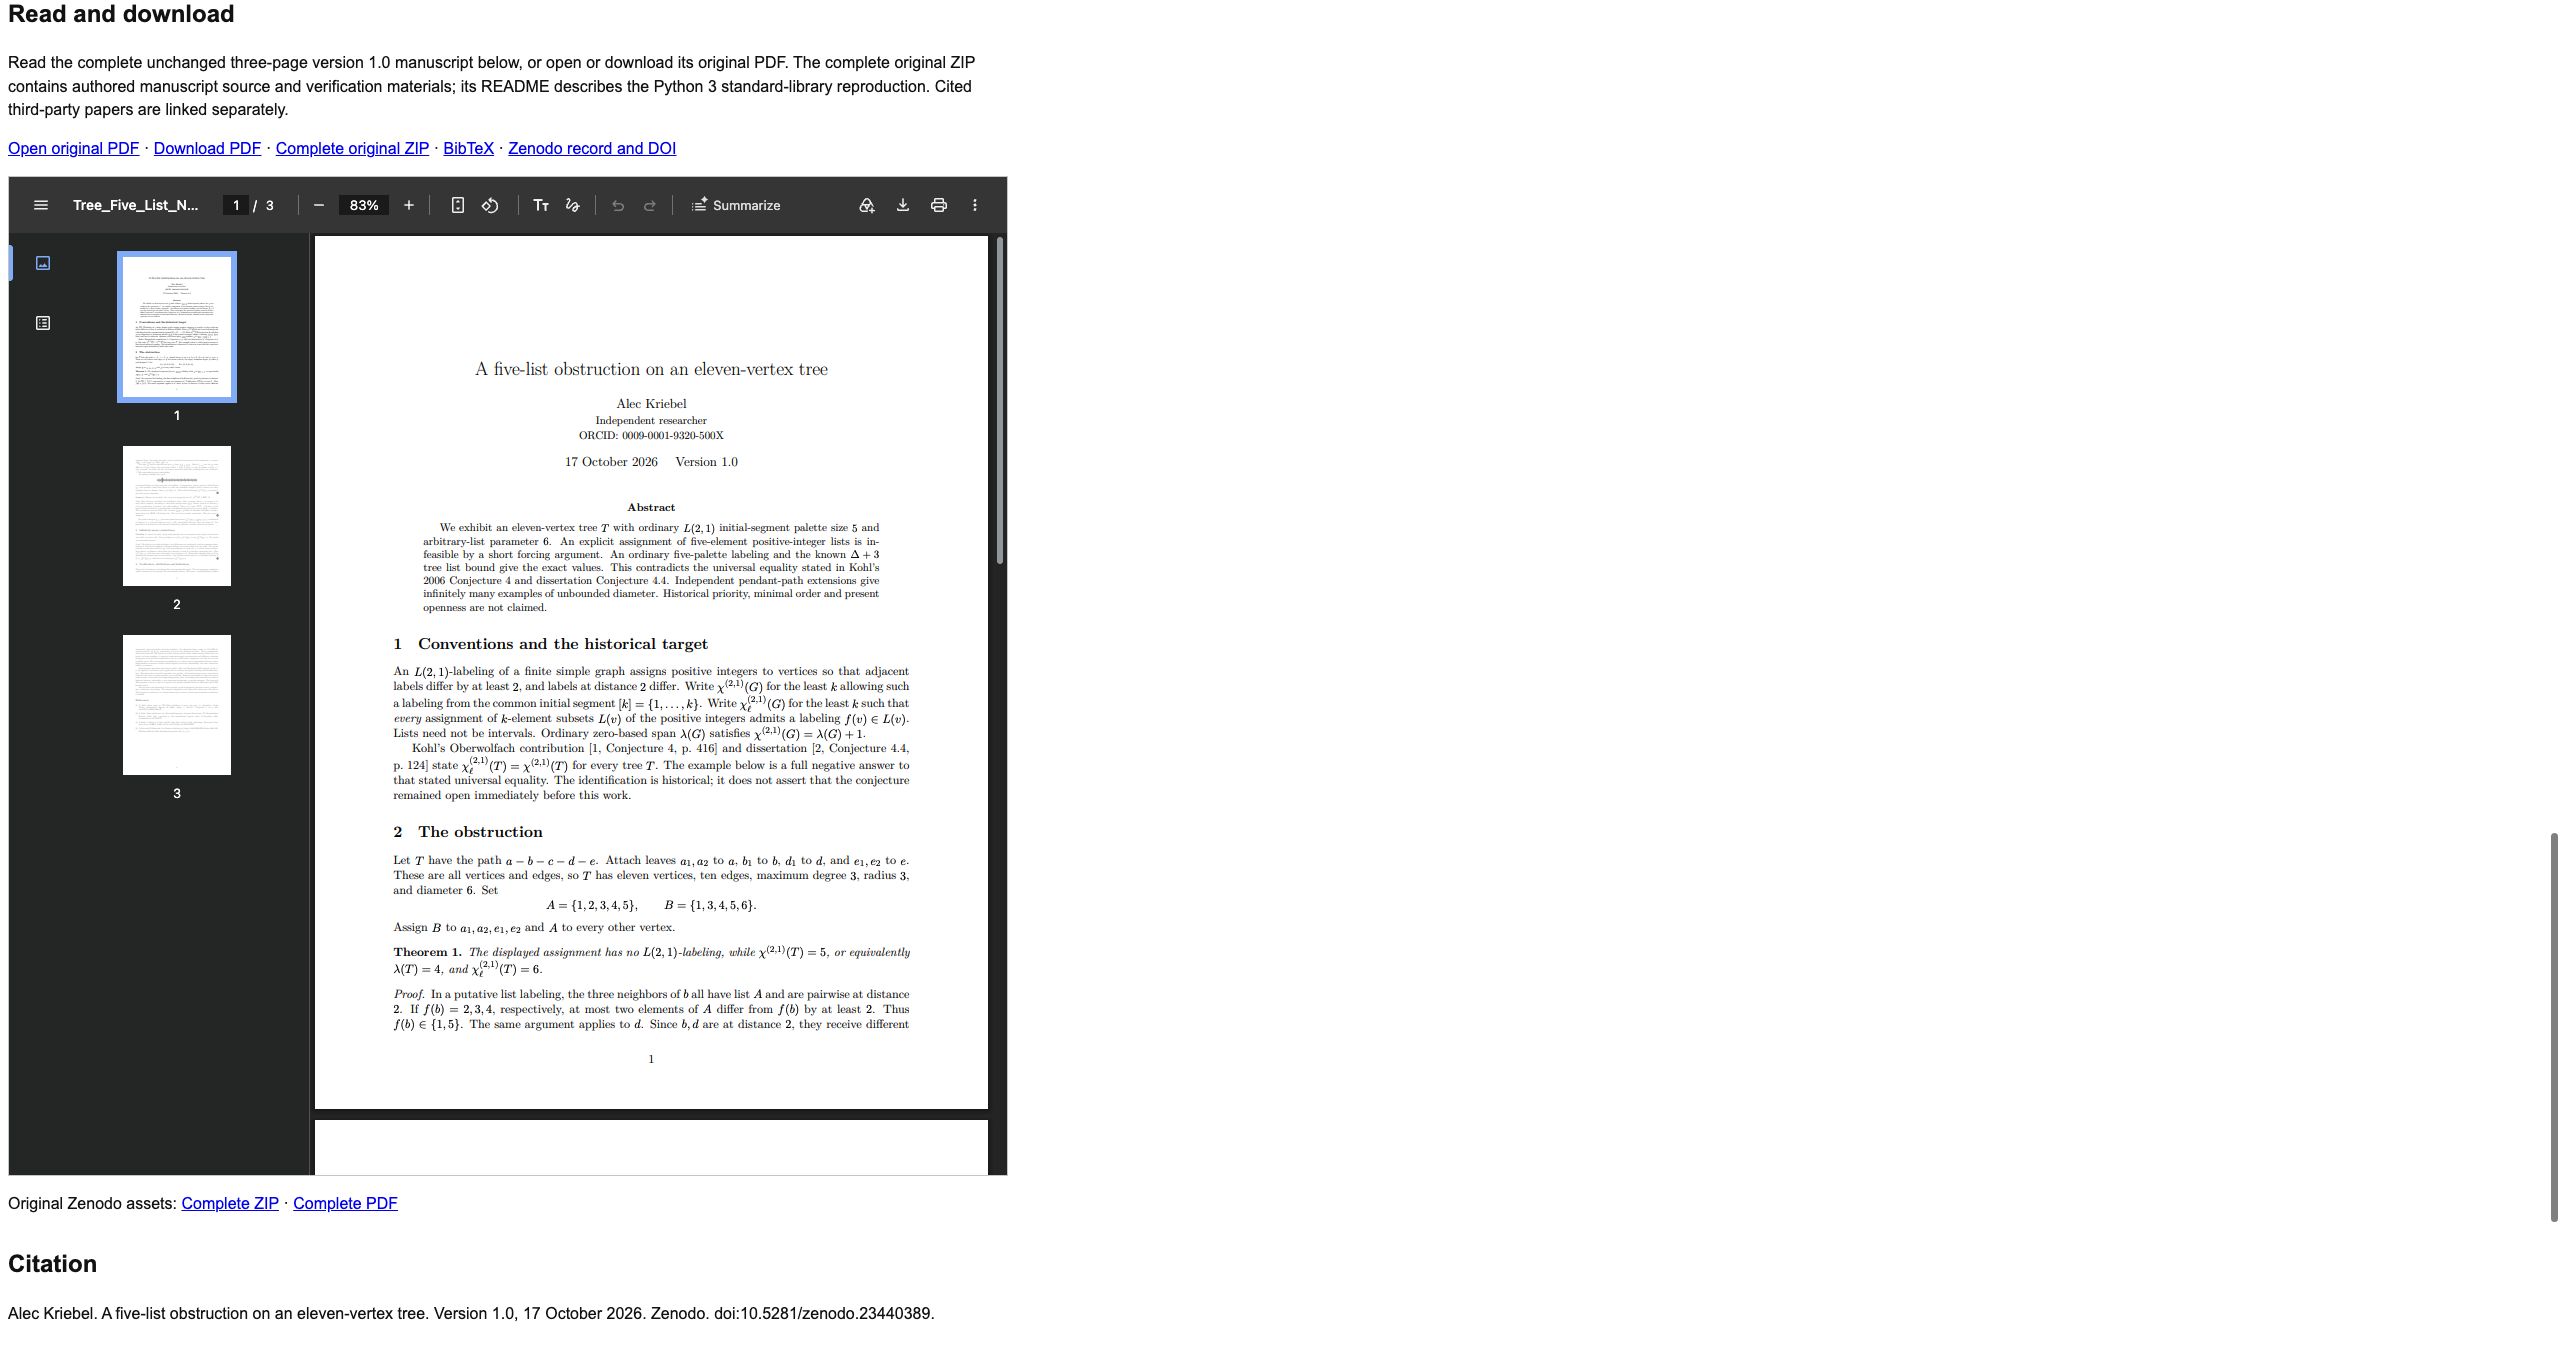 Read and download
Read the complete unchanged three-page version 1.0 manuscript below, or open or download its original PDF. The complete original ZIP
contains authored manuscript source and verification materials; its README describes the Python 3 standard-library reproduction. Cited
third-party papers are linked separately.
Open original PDF · Download PDF · Complete original ZIP · BibTeX · Zenodo record and DOI
Tree_Five_List_N... 1 / 3 − 83% + Summarize
1
2
3
A five-list obstruction on an eleven-vertex tree
Alec Kriebel
Independent researcher
ORCID: 0009-0001-9320-500X
17 October 2026 Version 1.0
Abstract
We exhibit an eleven-vertex tree T with ordinary L(2, 1) initial-segment palette size 5 and
arbitrary-list parameter 6. An explicit assignment of five-element positive-integer lists is in-
feasible by a short forcing argument. An ordinary five-palette labeling and the known Δ + 3
tree list bound give the exact values. This contradicts the universal equality stated in Kohl's
2006 Conjecture 4 and dissertation Conjecture 4.4. Independent pendant-path extensions give
infinitely many examples of unbounded diameter. Historical priority, minimal order and present
openness are not claimed.
1 Conventions and the historical target
An L(2, 1)-labeling of a finite simple graph assigns positive integers to vertices so that adjacent
labels differ by at least 2, and labels at distance 2 differ. Write χ^(2,1)(G) for the least k allowing such
a labeling from the common initial segment [k] = {1, . . . , k}. Write χ_ℓ^(2,1)(G) for the least k such that
every assignment of k-element subsets L(v) of the positive integers admits a labeling f(v) ∈ L(v).
Lists need not be intervals. Ordinary zero-based span λ(G) satisfies χ^(2,1)(G) = λ(G) + 1.
Kohl's Oberwolfach contribution [1, Conjecture 4, p. 416] and dissertation [2, Conjecture 4.4,
p. 124] state χ_ℓ^(2,1)(T) = χ^(2,1)(T) for every tree T. The example below is a full negative answer to
that stated universal equality. The identification is historical; it does not assert that the conjecture
remained open immediately before this work.
2 The obstruction
Let T have the path a − b − c − d − e. Attach leaves a₁, a₂ to a, b₁ to b, d₁ to d, and e₁, e₂ to e.
These are all vertices and edges, so T has eleven vertices, ten edges, maximum degree 3, radius 3,
and diameter 6. Set
A = {1, 2, 3, 4, 5}, B = {1, 3, 4, 5, 6}.
Assign B to a₁, a₂, e₁, e₂ and A to every other vertex.
Theorem 1. The displayed assignment has no L(2, 1)-labeling, while χ^(2,1)(T) = 5, or equivalently
λ(T) = 4, and χ_ℓ^(2,1)(T) = 6.
Proof. In a putative list labeling, the three neighbors of b all have list A and are pairwise at distance
2. If f(b) = 2, 3, 4, respectively, at most two elements of A differ from f(b) by at least 2. Thus
f(b) ∈ {1, 5}. The same argument applies to d. Since b, d are at distance 2, they receive different
1
Original Zenodo assets: Complete ZIP · Complete PDF
Citation
Alec Kriebel. A five-list obstruction on an eleven-vertex tree. Version 1.0, 17 October 2026. Zenodo. doi:10.5281/zenodo.23440389.